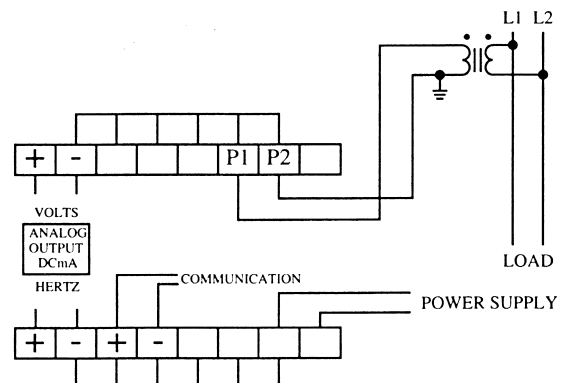 L1 L2
+ - P1 P2
VOLTS
ANALOG
OUTPUT
DCmA
HERTZ
LOAD
COMMUNICATION
POWER SUPPLY
+ - + -